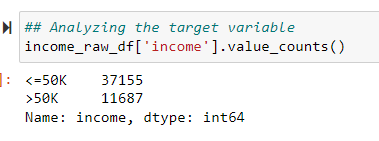 ## Analyzing the target variable
income_raw_df['income'].value_counts()
]:
<=50K    37155
>50K     11687
Name: income, dtype: int64